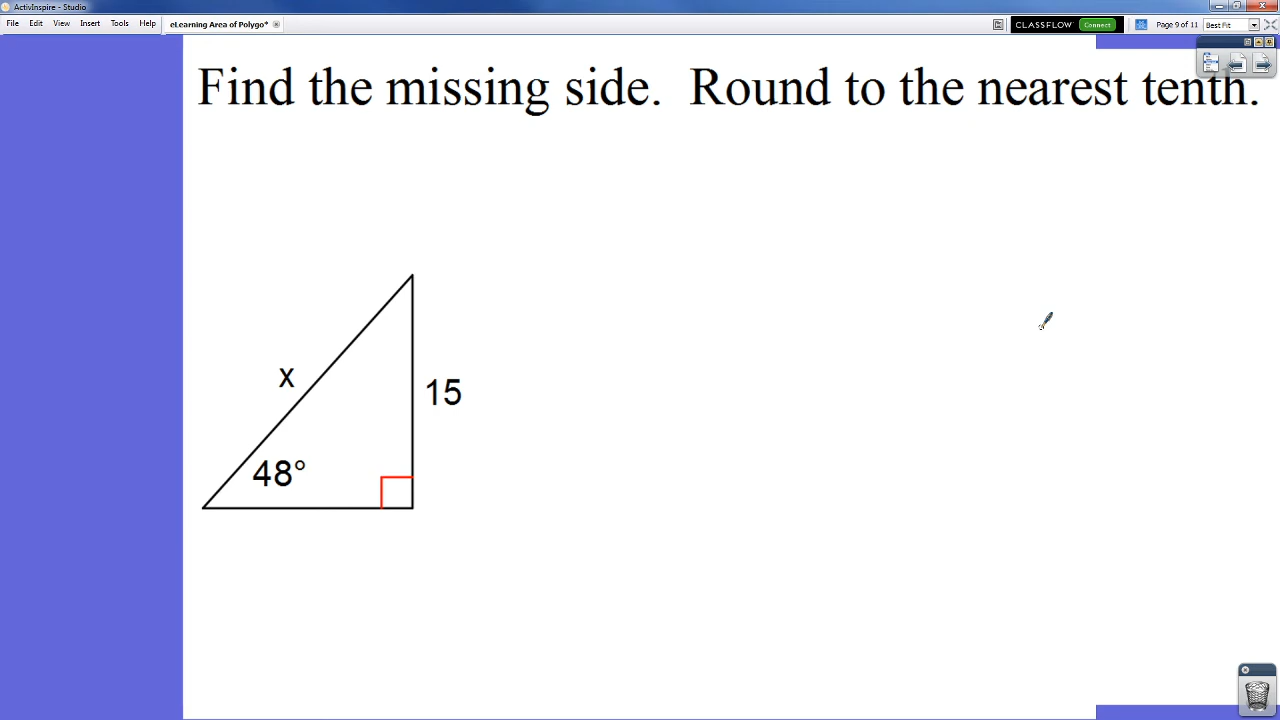 ActivInspire - Studio
File Edit View Insert Tools Help
eLearning Area of Polygo*
CLASSFLOW Connect
Page 9 of 11
Best Fit
Find the missing side. Round to the nearest tenth.
x
15
48°